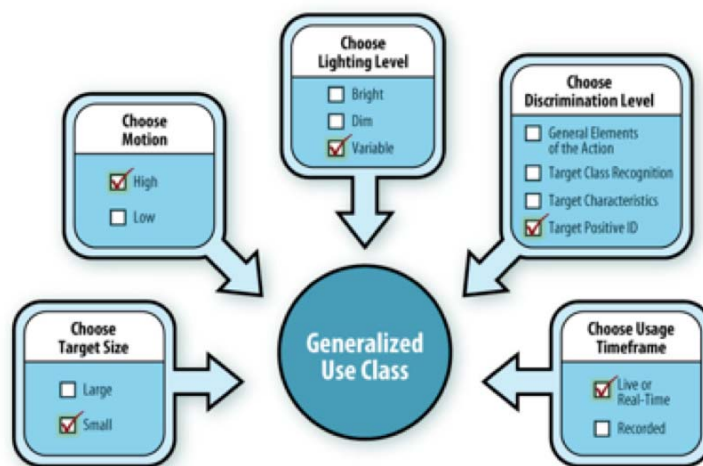 Choose
Target Size
Large
Small
Choose
Motion
High
Low
Choose
Lighting Level
Bright
Dim
Variable
Choose
Discrimination Level
General Elements
of the Action
Target Class Recognition
Target Characteristics
Target Positive ID
Choose Usage
Timeframe
Live or
Real-Time
Recorded
Generalized
Use Class